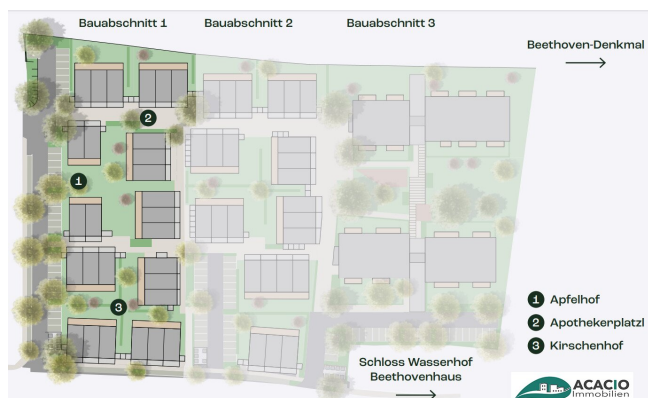 Bauabschnitt 1
Bauabschnitt 2
Bauabschnitt 3
Beethoven-Denkmal
2
1
3
1 Apfelhof
2 Apothekerplatzl
3 Kirschenhof
Schloss Wasserhof
Beethovenhaus
ACACIO
Immobilien